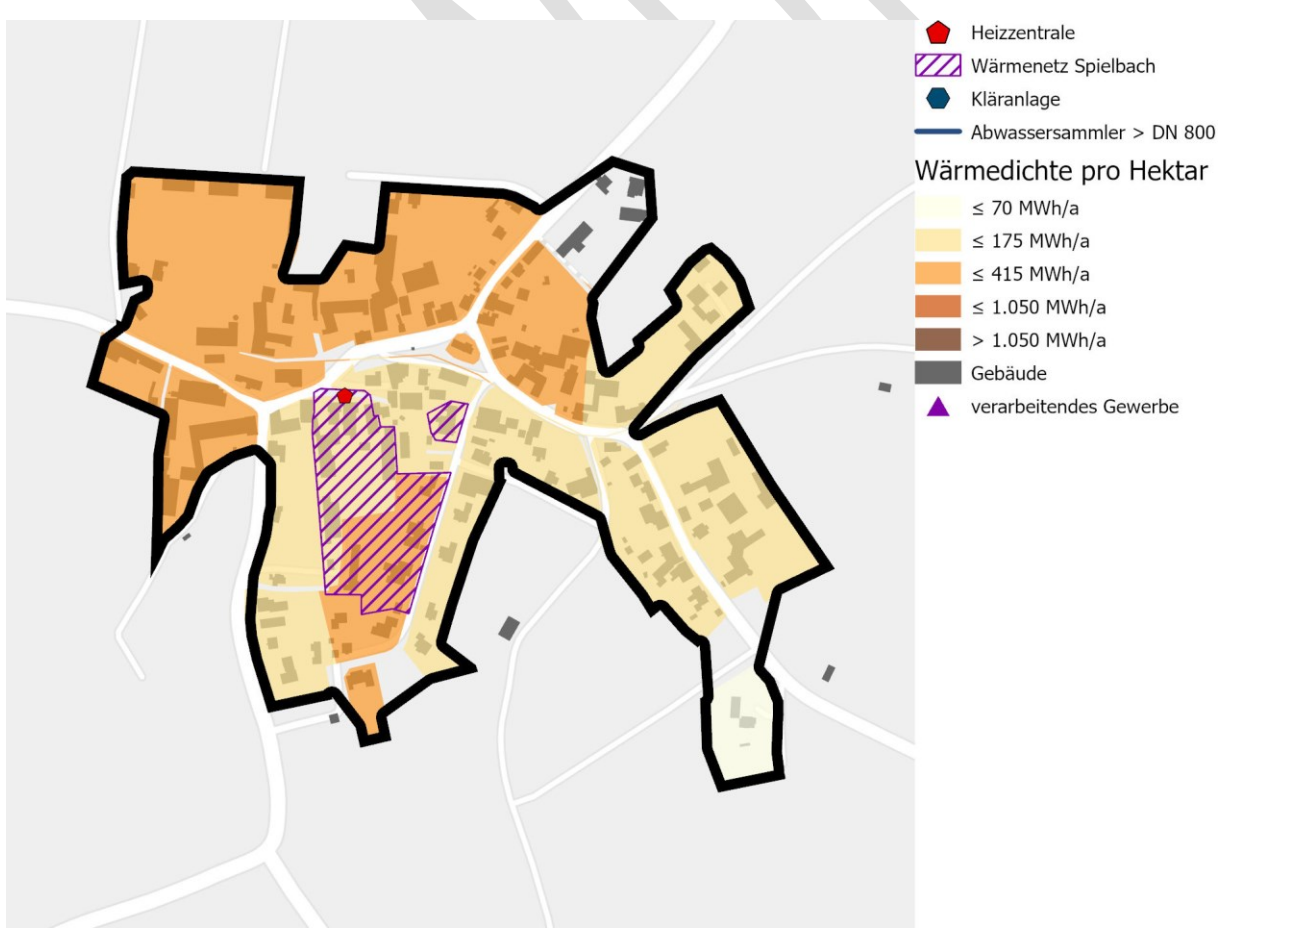 Heizzentrale
Wärmenetz Spielbach
Kläranlage
Abwassersammler > DN 800
Wärmedichte pro Hektar
≤ 70 MWh/a
≤ 175 MWh/a
≤ 415 MWh/a
≤ 1.050 MWh/a
> 1.050 MWh/a
Gebäude
verarbeitendes Gewerbe